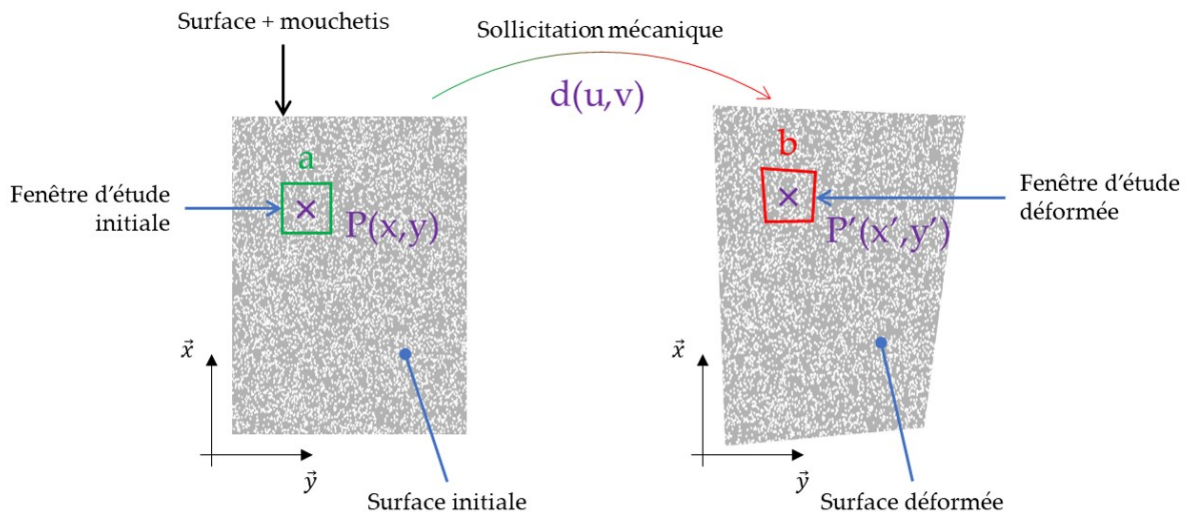 Surface + mouchetis
Sollicitation mécanique
d(u,v)
a
b
Fenêtre d'étude
initiale
P(x,y)
Fenêtre d'étude
déformée
P'(x',y')
x⃗
x⃗
y⃗
y⃗
Surface initiale
Surface déformée